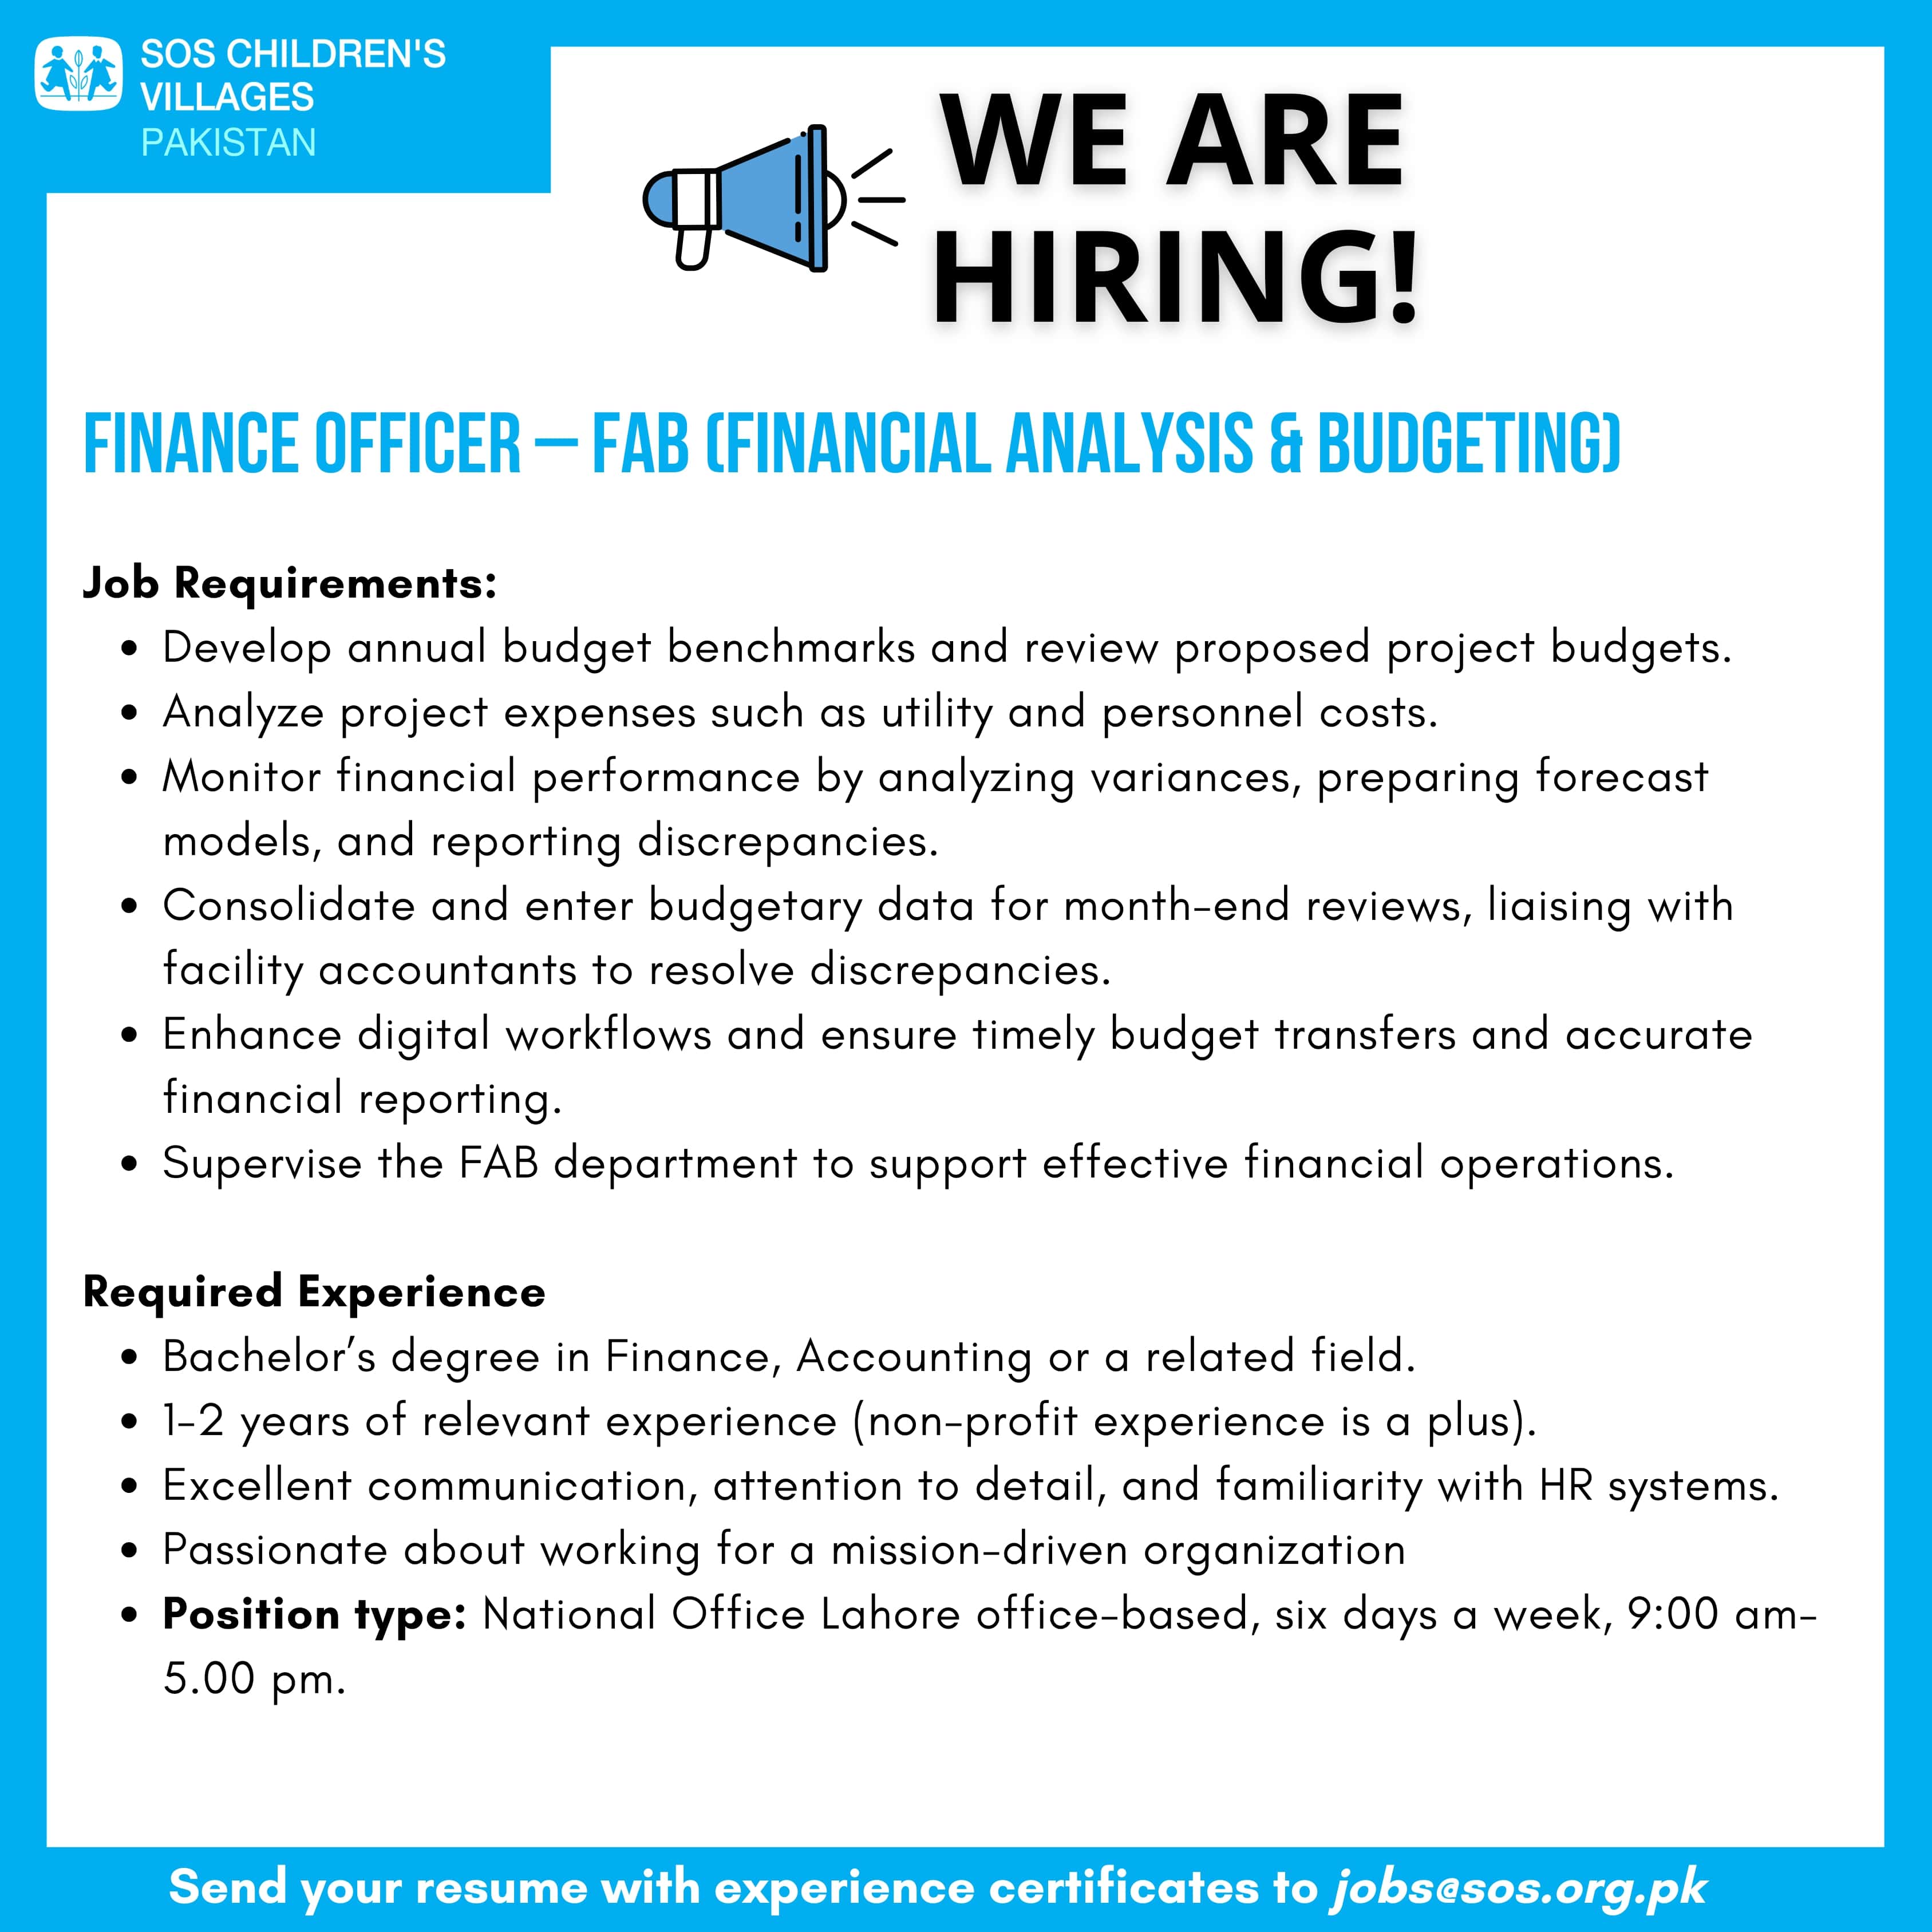 SOS CHILDREN'S
VILLAGES
PAKISTAN
WE ARE
HIRING!
FINANCE OFFICER – FAB (FINANCIAL ANALYSIS & BUDGETING)
Job Requirements:
• Develop annual budget benchmarks and review proposed project budgets.
• Analyze project expenses such as utility and personnel costs.
• Monitor financial performance by analyzing variances, preparing forecast
models, and reporting discrepancies.
• Consolidate and enter budgetary data for month-end reviews, liaising with
facility accountants to resolve discrepancies.
• Enhance digital workflows and ensure timely budget transfers and accurate
financial reporting.
• Supervise the FAB department to support effective financial operations.
Required Experience
• Bachelor’s degree in Finance, Accounting or a related field.
• 1-2 years of relevant experience (non-profit experience is a plus).
• Excellent communication, attention to detail, and familiarity with HR systems.
• Passionate about working for a mission-driven organization
• Position type: National Office Lahore office-based, six days a week, 9:00 am-
5.00 pm.
Send your resume with experience certificates to jobs@sos.org.pk